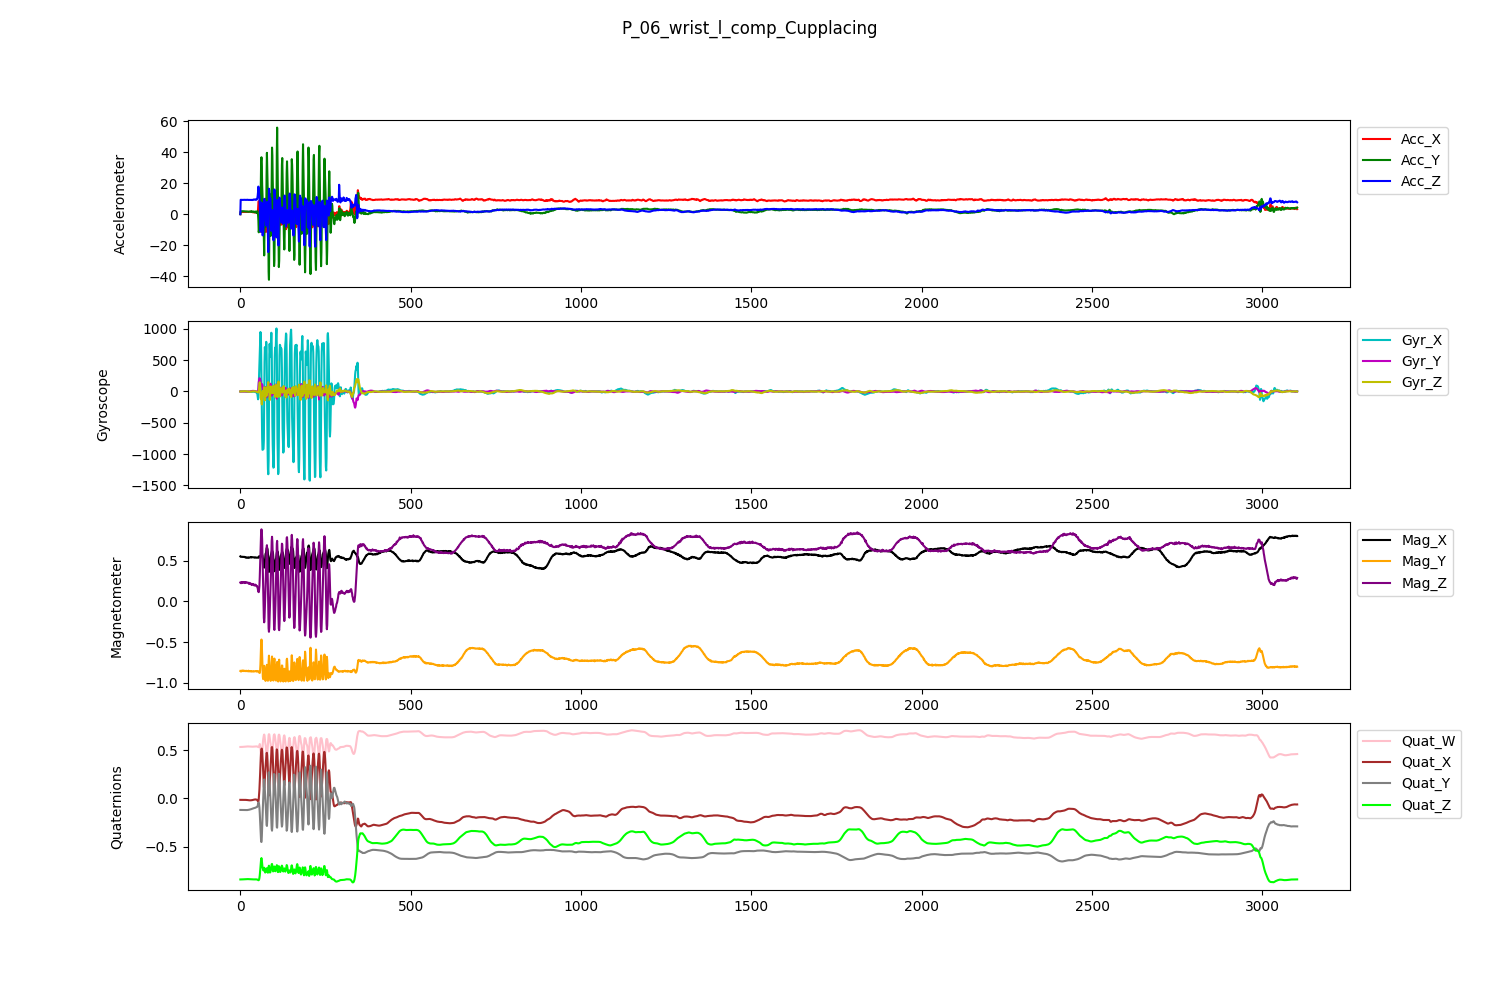 P_06_wrist_l_comp_Cupplacing
Accelerometer
60
40
20
0
−20
−40
0 500 1000 1500 2000 2500 3000
Acc_X
Acc_Y
Acc_Z
Gyroscope
1000
500
0
−500
−1000
−1500
0 500 1000 1500 2000 2500 3000
Gyr_X
Gyr_Y
Gyr_Z
Magnetometer
0.5
0.0
−0.5
−1.0
0 500 1000 1500 2000 2500 3000
Mag_X
Mag_Y
Mag_Z
Quaternions
0.5
0.0
−0.5
0 500 1000 1500 2000 2500 3000
Quat_W
Quat_X
Quat_Y
Quat_Z